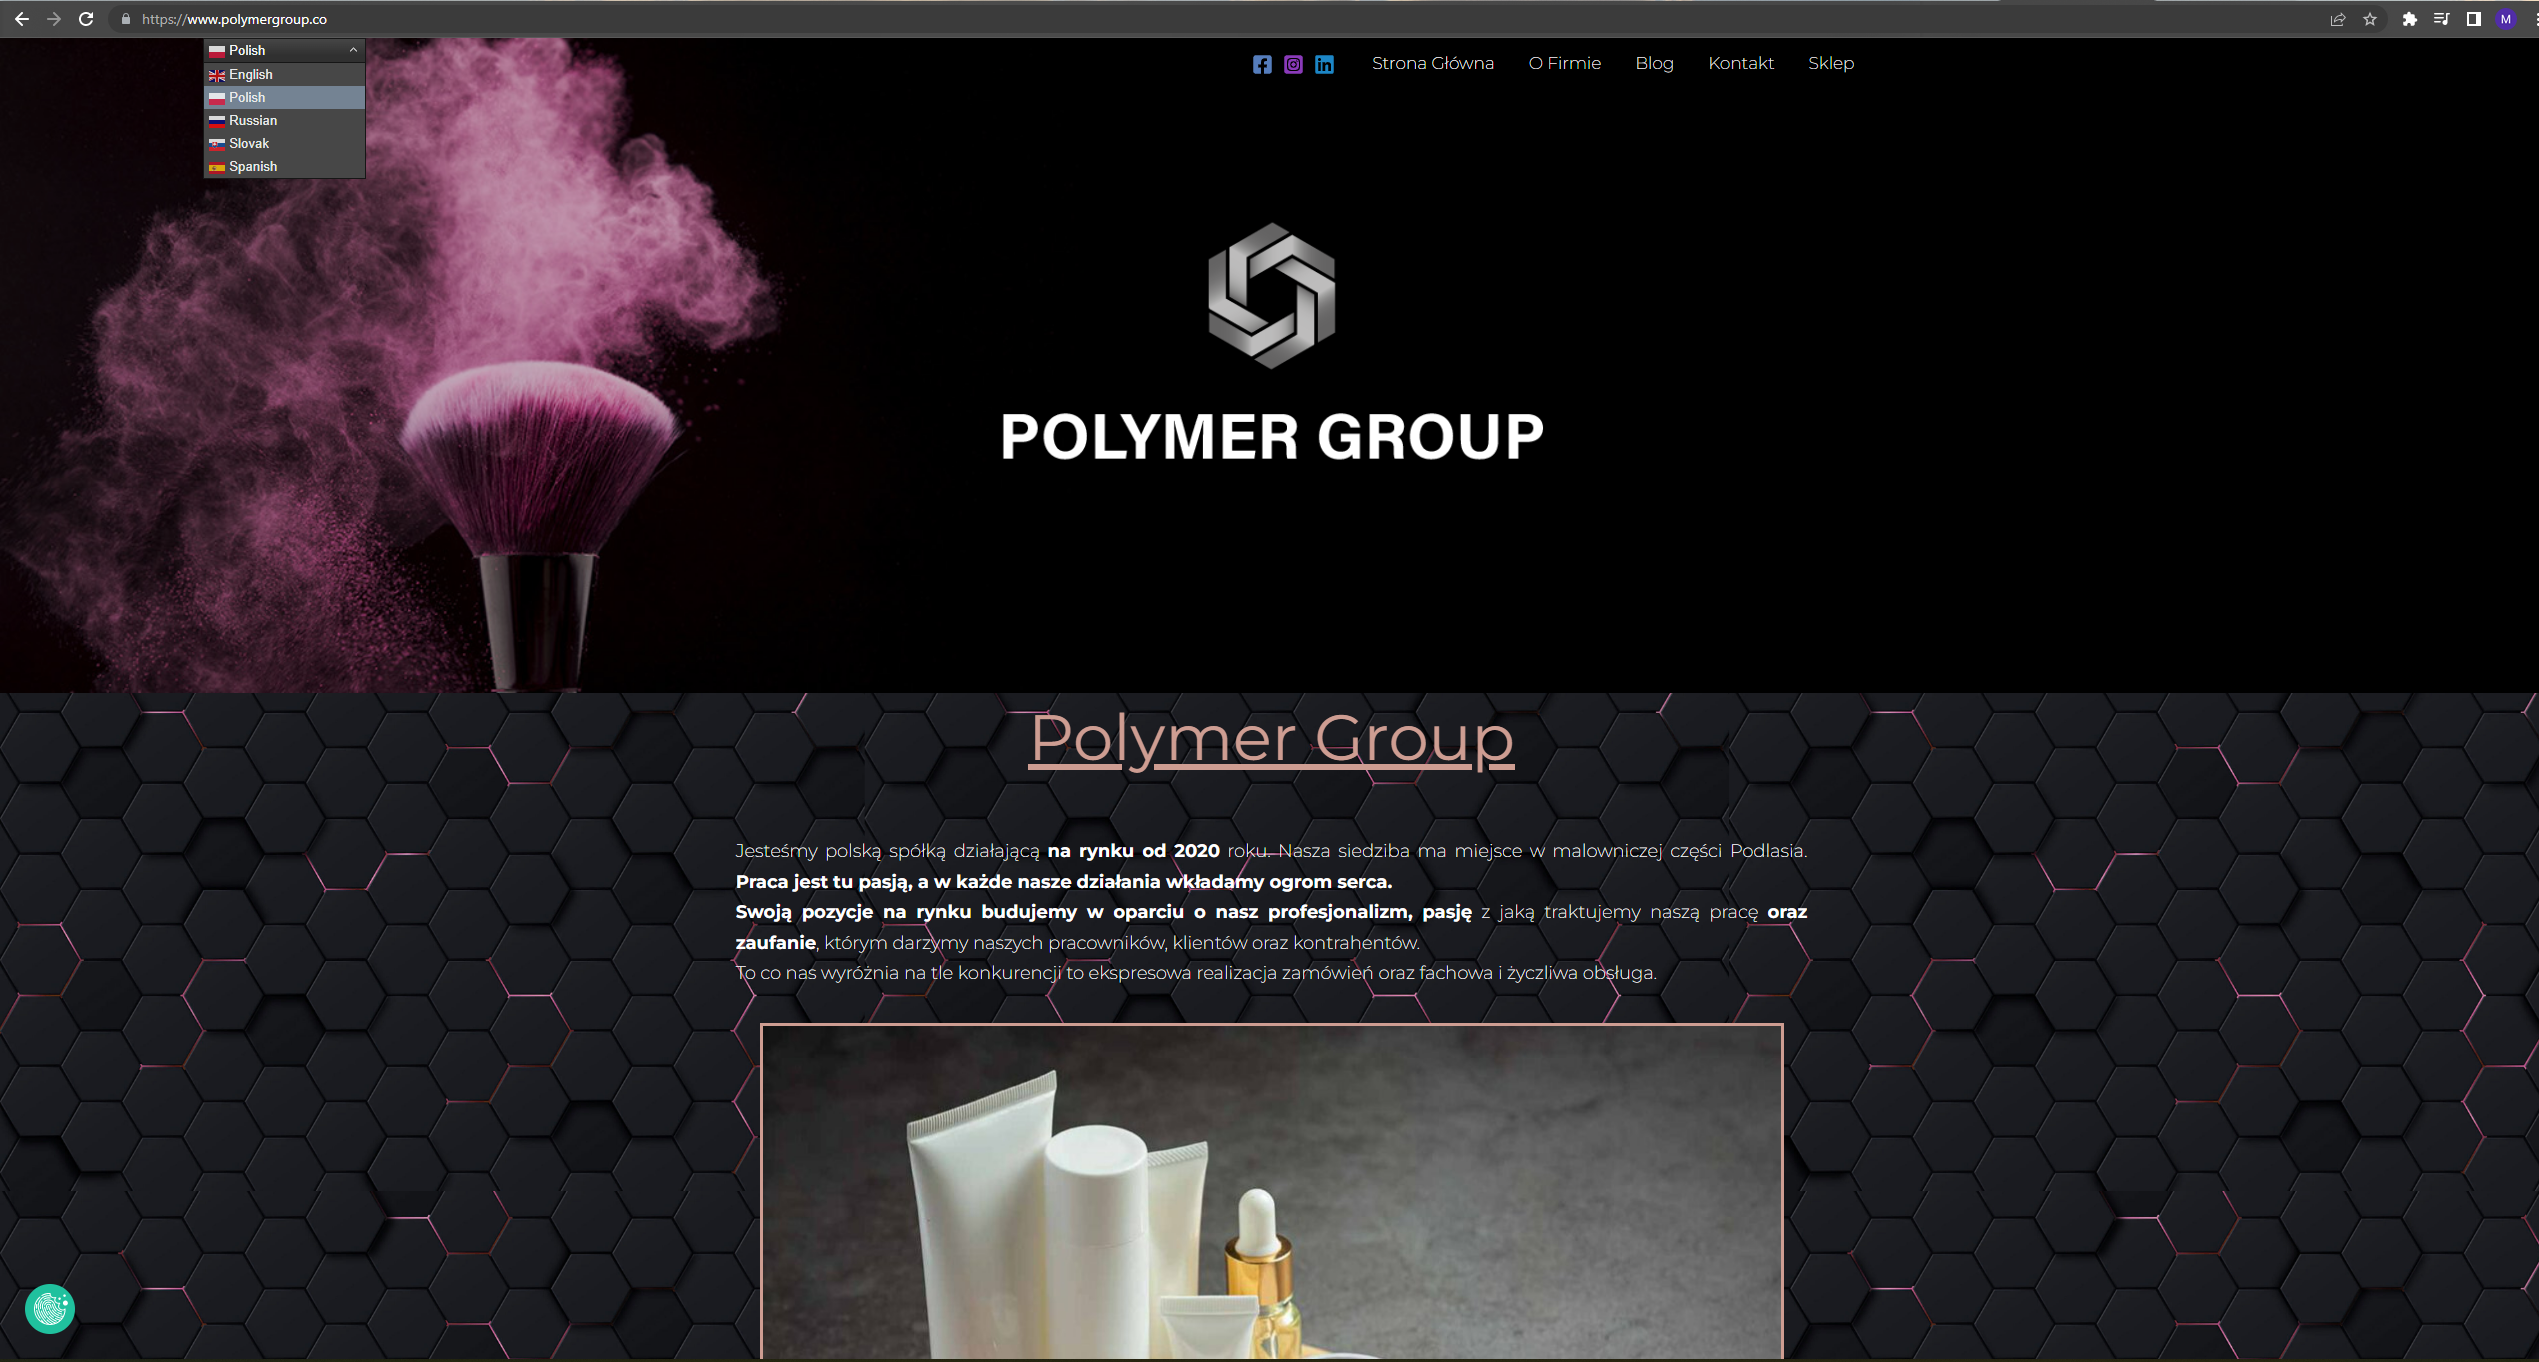 https://www.polymergroup.co
M
Polish
English
Polish
Russian
Slovak
Spanish
Strona Główna O Firmie Blog Kontakt Sklep
POLYMER GROUP
Polymer Group
Jesteśmy polską spółką działającą na rynku od 2020 roku. Nasza siedziba ma miejsce w malowniczej części Podlasia.
Praca jest tu pasją, a w każde nasze działania wkładamy ogrom serca.
Swoją pozycje na rynku budujemy w oparciu o nasz profesjonalizm, pasję z jaką traktujemy naszą pracę oraz
zaufanie, którym darzymy naszych pracowników, klientów oraz kontrahentów.
To co nas wyróżnia na tle konkurencji to ekspresowa realizacja zamówień oraz fachowa i życzliwa obsługa.